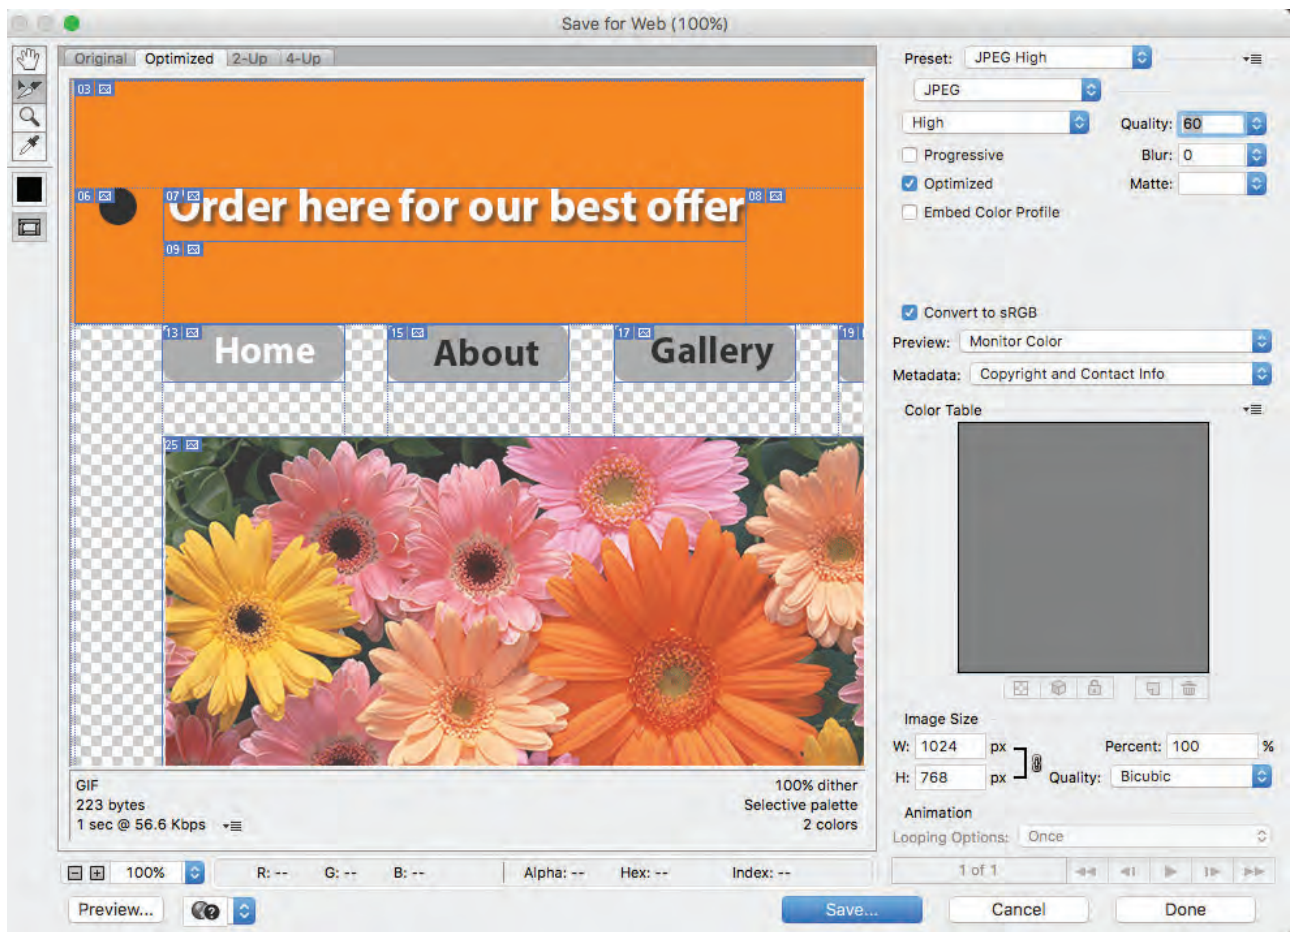 Save for Web (100%)
Original Optimized 2-Up 4-Up
03
06 07 Order here for our best offer 08
09
13 Home 15 About 17 Gallery 19
25
GIF 100% dither
223 bytes Selective palette
1 sec @ 56.6 Kbps 2 colors
100% R: -- G: -- B: -- Alpha: -- Hex: -- Index: --
Preview... Save... Cancel Done
Preset: JPEG High
JPEG
High Quality: 60
Progressive Blur: 0
Optimized Matte:
Embed Color Profile
Convert to sRGB
Preview: Monitor Color
Metadata: Copyright and Contact Info
Color Table
Image Size
W: 1024 px Percent: 100 %
H: 768 px Quality: Bicubic
Animation
Looping Options: Once
1 of 1